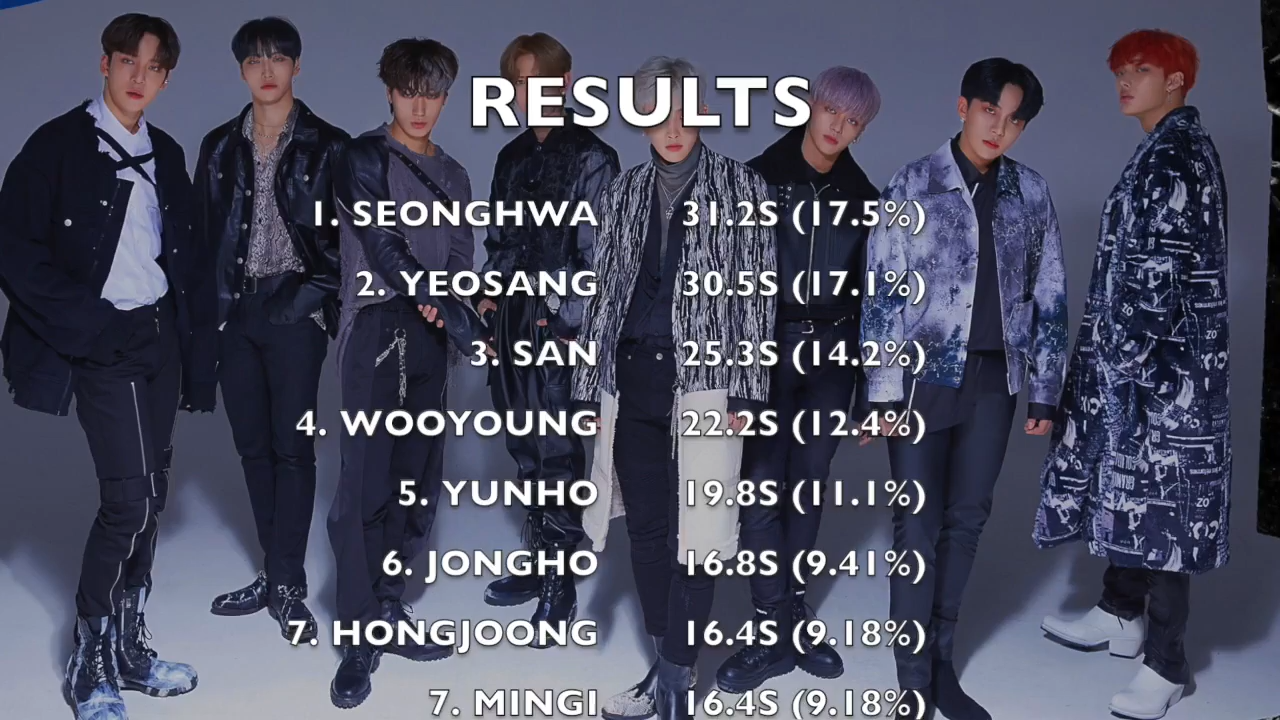 RESULTS
1. SEONGHWA 31.2S (17.5%)
2. YEOSANG 30.5S (17.1%)
3. SAN 25.3S (14.2%)
4. WOOYOUNG 22.2S (12.4%)
5. YUNHO 19.8S (11.1%)
6. JONGHO 16.8S (9.41%)
7. HONGJOONG 16.4S (9.18%)
7. MINGI 16.4S (9.18%)